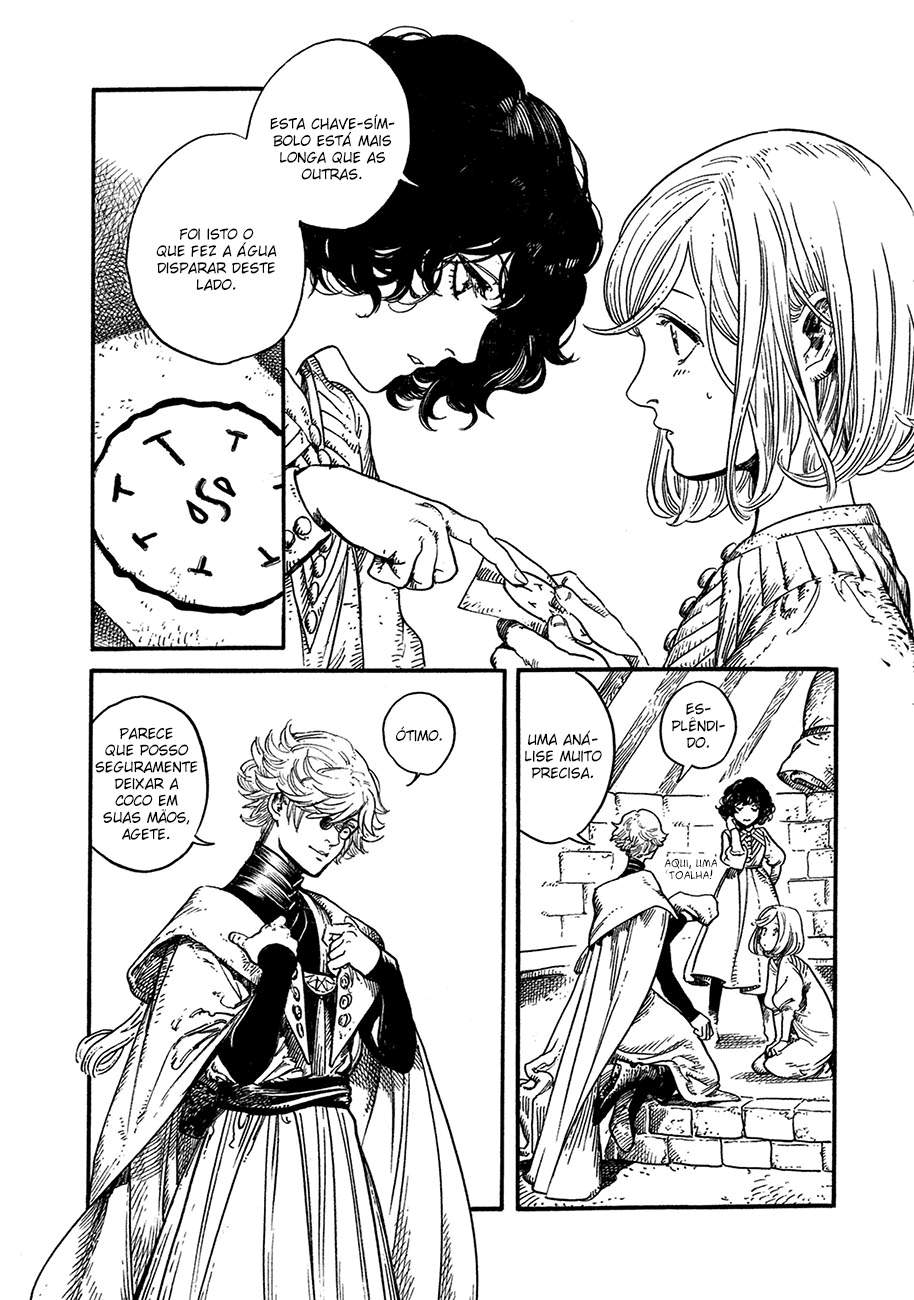 ESTA CHAVE-SÍM-
BOLO ESTÁ MAIS
LONGA QUE AS
OUTRAS.
FOI ISTO O
QUE FEZ A ÁGUA
DISPARAR DESTE
LADO.
ÓTIMO.
PARECE
QUE POSSO
SEGURAMENTE
DEIXAR A
COCO EM
SUAS MÃOS,
AGETE.
ES-
PLÊNDI-
DO.
UMA ANÁ-
LISE MUITO
PRECISA.
AQUI, UMA
TOALHA!